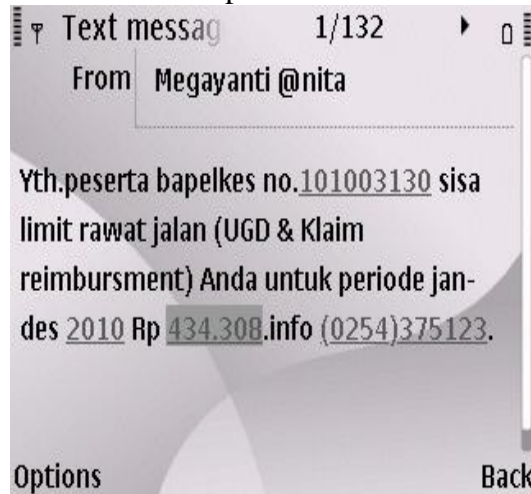 Text messag 1/132
From Megayanti @nita
Yth.peserta bapelkes no.101003130 sisa
limit rawat jalan (UGD & Klaim
reimbursment) Anda untuk periode jan-
des 2010 Rp 434.308.info (0254)375123.
Options Back